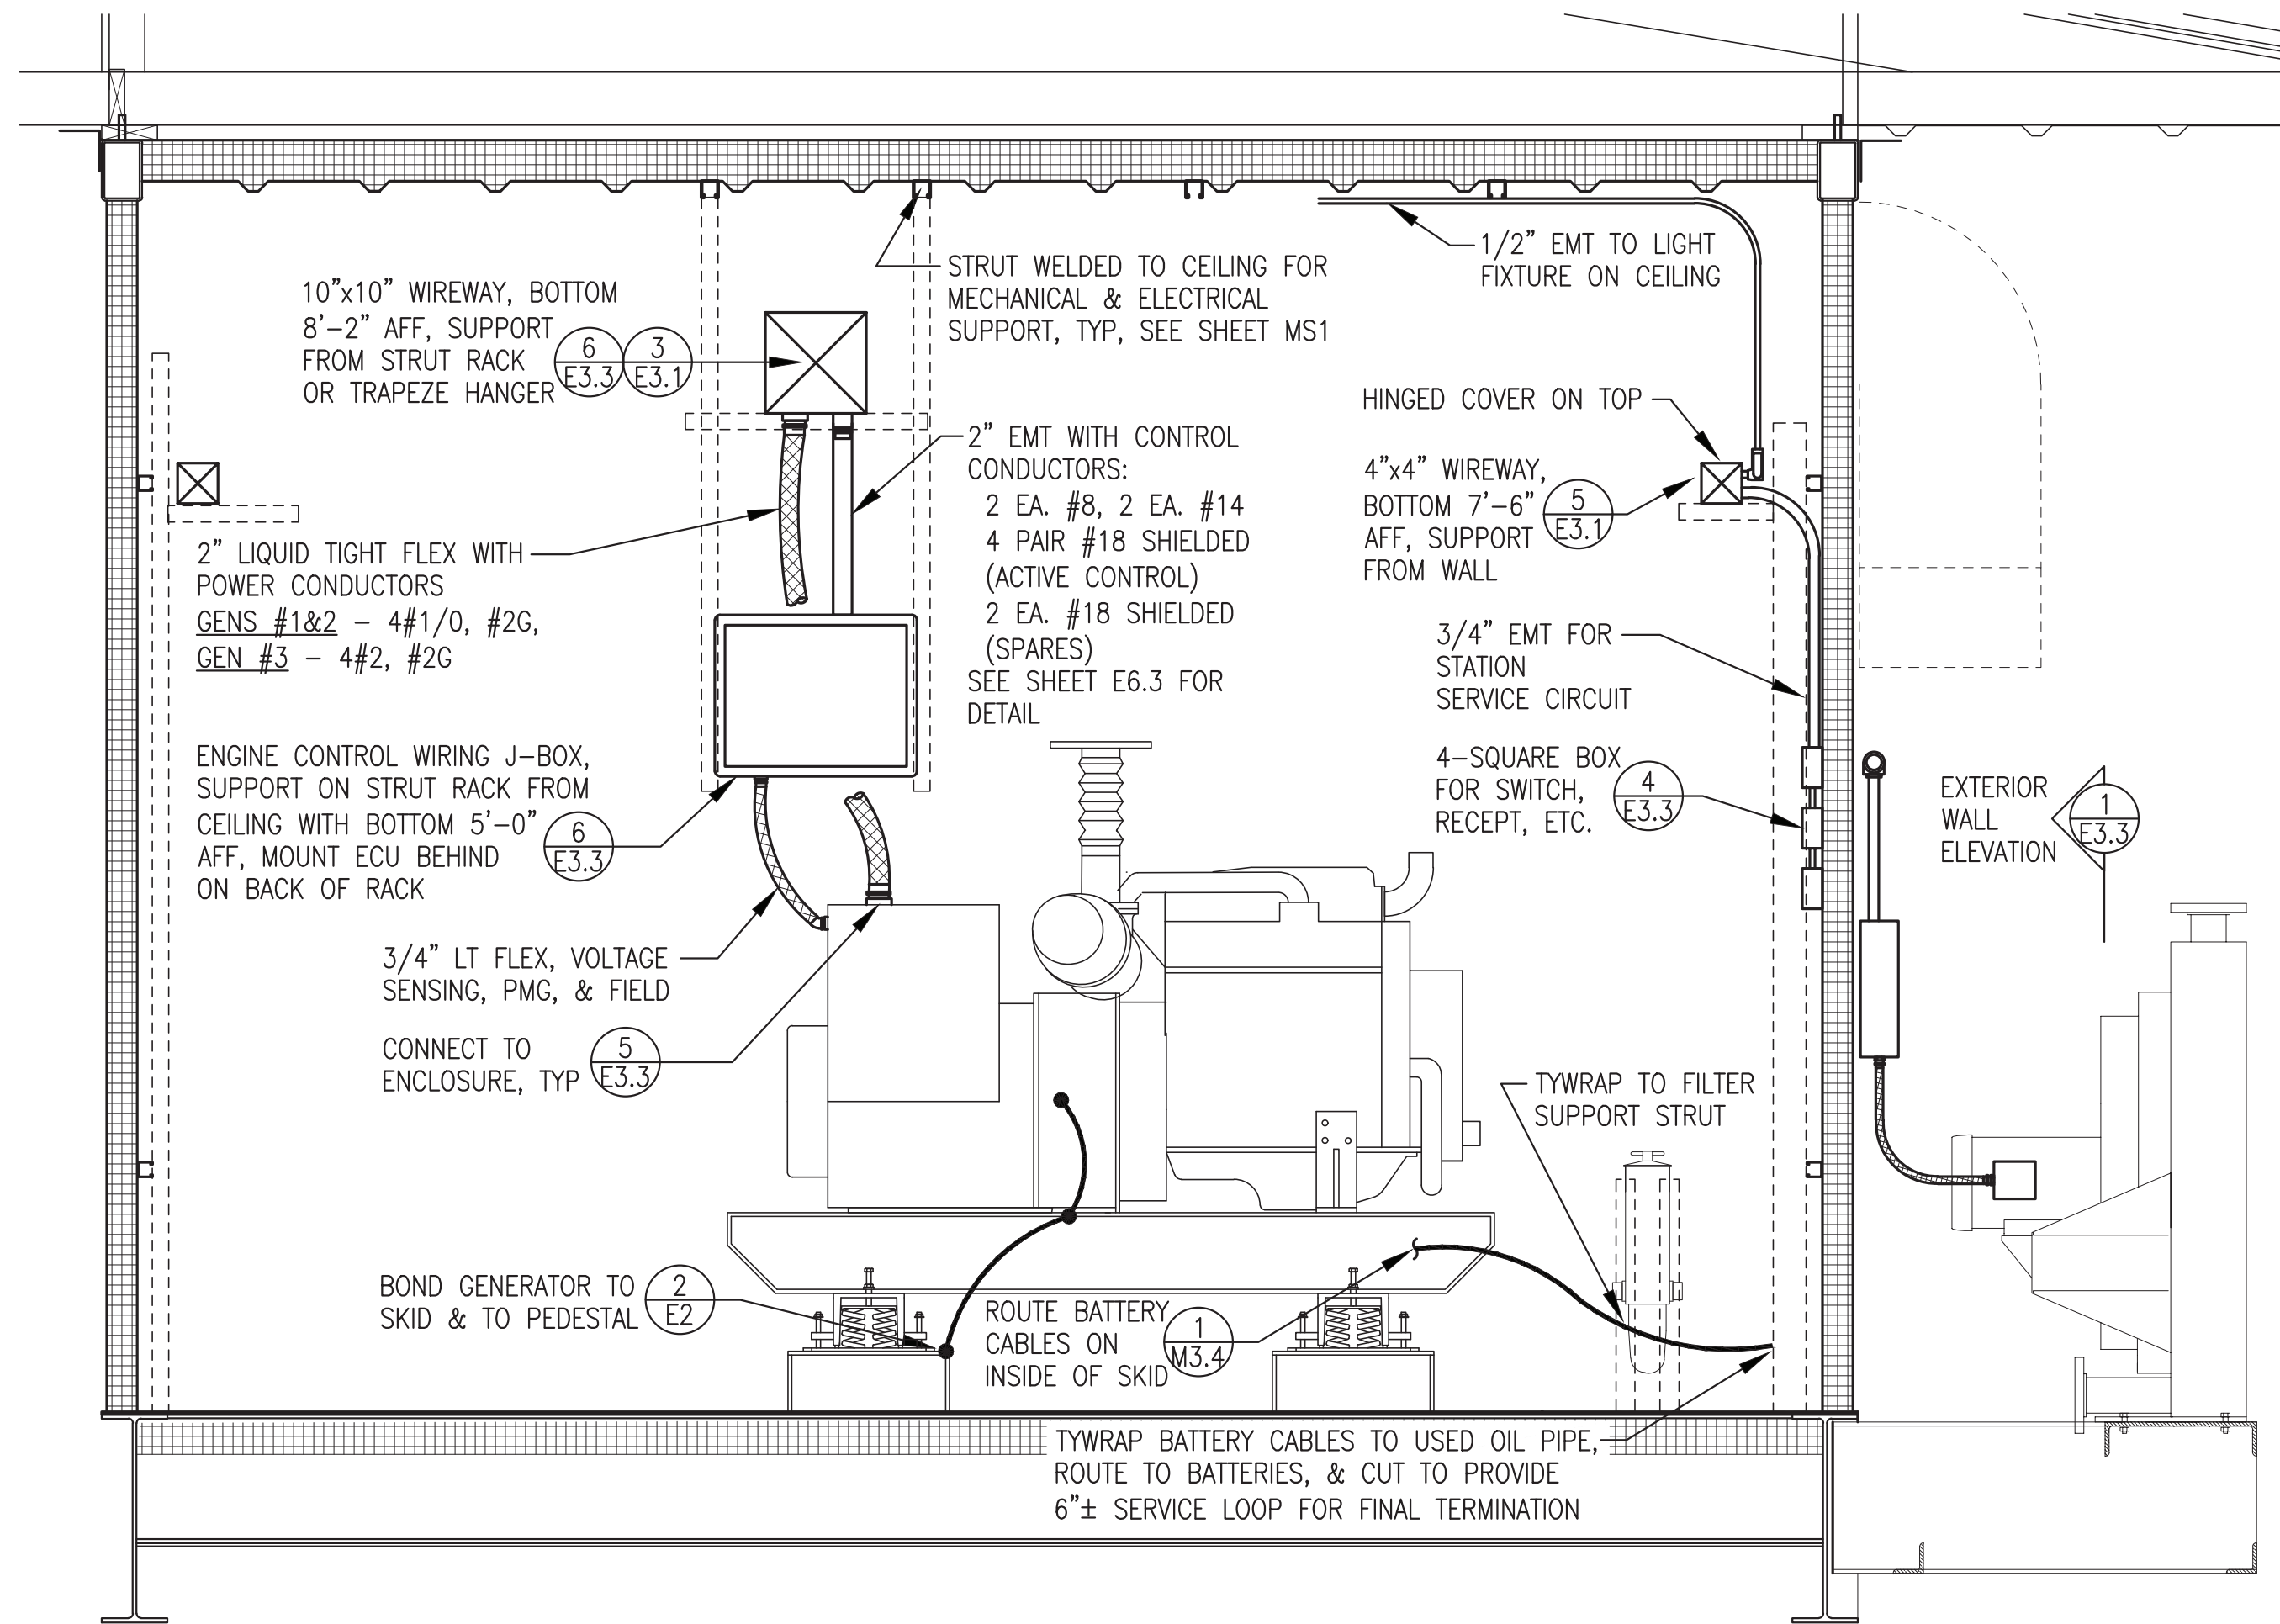 10”x10” WIREWAY, BOTTOM
8’-2” AFF, SUPPORT
FROM STRUT RACK
OR TRAPEZE HANGER
6
E3.3
3
E3.1
STRUT WELDED TO CEILING FOR
MECHANICAL & ELECTRICAL
SUPPORT, TYP, SEE SHEET MS1
1/2” EMT TO LIGHT
FIXTURE ON CEILING
HINGED COVER ON TOP
2” EMT WITH CONTROL
CONDUCTORS:
2 EA. #8, 2 EA. #14
4 PAIR #18 SHIELDED
(ACTIVE CONTROL)
2 EA. #18 SHIELDED
(SPARES)
SEE SHEET E6.3 FOR
DETAIL
4”x4” WIREWAY,
BOTTOM 7’-6”
AFF, SUPPORT
FROM WALL
5
E3.1
2” LIQUID TIGHT FLEX WITH
POWER CONDUCTORS
GENS #1&2 - 4#1/0, #2G,
GEN #3 - 4#2, #2G
3/4” EMT FOR
STATION
SERVICE CIRCUIT
ENGINE CONTROL WIRING J-BOX,
SUPPORT ON STRUT RACK FROM
CEILING WITH BOTTOM 5’-0”
AFF, MOUNT ECU BEHIND
ON BACK OF RACK
6
E3.3
4-SQUARE BOX
FOR SWITCH,
RECEPT, ETC.
4
E3.3
EXTERIOR
WALL
ELEVATION
1
E3.3
3/4” LT FLEX, VOLTAGE
SENSING, PMG, & FIELD
CONNECT TO
ENCLOSURE, TYP
5
E3.3
TYWRAP TO FILTER
SUPPORT STRUT
BOND GENERATOR TO
SKID & TO PEDESTAL
2
E2
ROUTE BATTERY
CABLES ON
INSIDE OF SKID
1
M3.4
TYWRAP BATTERY CABLES TO USED OIL PIPE,
ROUTE TO BATTERIES, & CUT TO PROVIDE
6”± SERVICE LOOP FOR FINAL TERMINATION